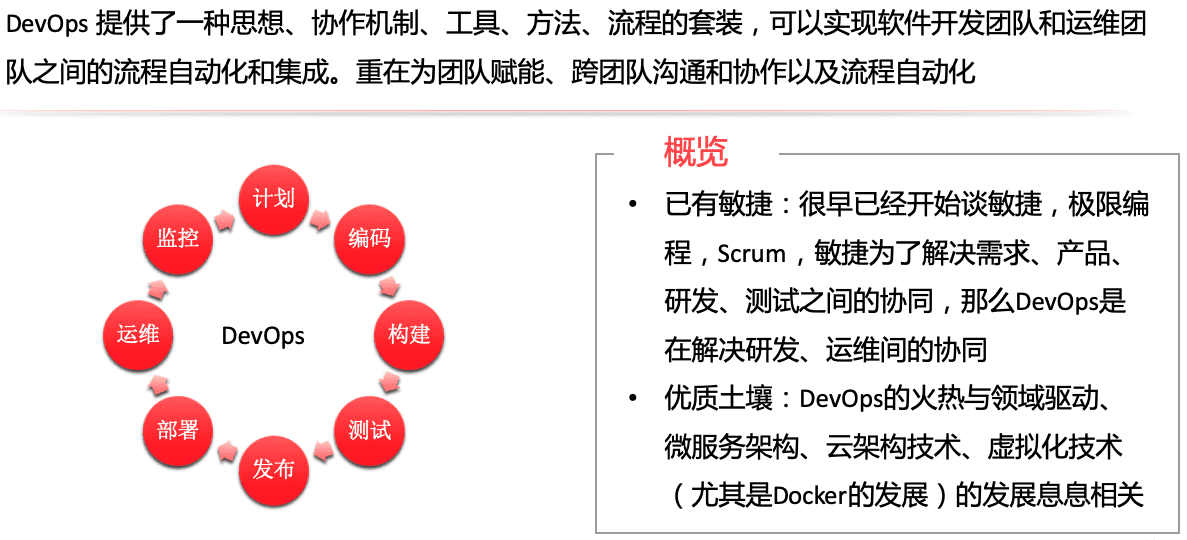 DevOps 提供了一种思想、协作机制、工具、方法、流程的套装，可以实现软件开发团队和运维团
队之间的流程自动化和集成。重在为团队赋能、跨团队沟通和协作以及流程自动化
计划
编码
构建
测试
发布
部署
运维
监控
DevOps
概览
• 已有敏捷：很早已经开始谈敏捷，极限编
程，Scrum，敏捷为了解决需求、产品、
研发、测试之间的协同，那么DevOps是
在解决研发、运维间的协同
• 优质土壤：DevOps的火热与领域驱动、
微服务架构、云架构技术、虚拟化技术
（尤其是Docker的发展）的发展息息相关